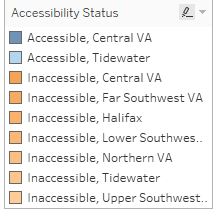 Accessibility Status
Accessible, Central VA
Accessible, Tidewater
Inaccessible, Central VA
Inaccessible, Far Southwest VA
Inaccessible, Halifax
Inaccessible, Lower Southwes..
Inaccessible, Northern VA
Inaccessible, Tidewater
Inaccessible, Upper Southwest..